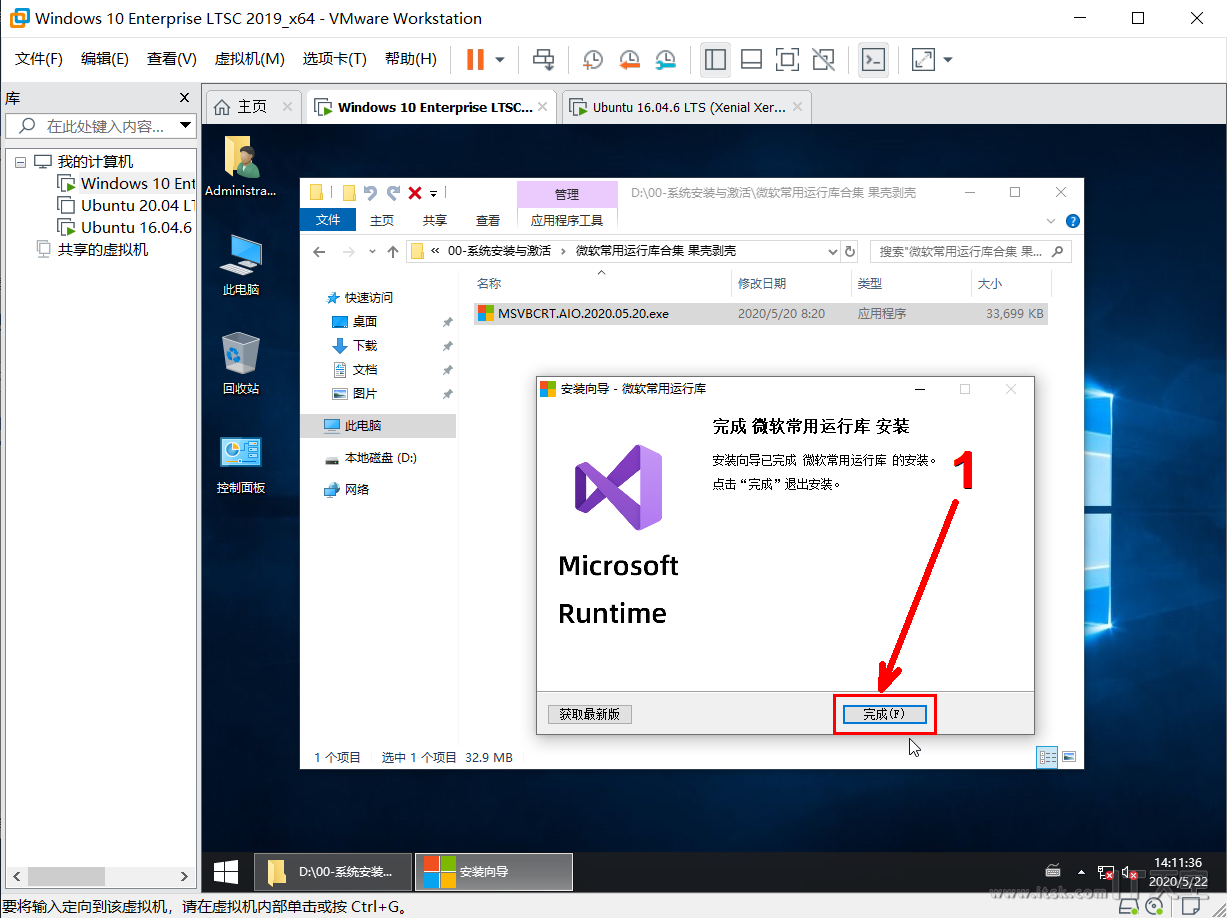 Windows 10 Enterprise LTSC 2019_x64 - VMware Workstation
文件(F) 编辑(E) 查看(V) 虚拟机(M) 选项卡(T) 帮助(H)
库
在此处键入内容...
我的计算机
Windows 10 Ent
Ubuntu 20.04 LT
Ubuntu 16.04.6
共享的虚拟机
主页
Windows 10 Enterprise LTSC...
Ubuntu 16.04.6 LTS (Xenial Xer...
Administra...
此电脑
回收站
控制面板
管理
D:\00-系统安装与激活\微软常用运行库合集 果壳剥壳
文件 主页 共享 查看 应用程序工具
« 00-系统安装与激活 › 微软常用运行库合集 果壳剥壳
搜索"微软常用运行库合集 果...
名称 修改日期 类型 大小
MSVBCRT.AIO.2020.05.20.exe 2020/5/20 8:20 应用程序 33,699 KB
快速访问
桌面
下载
文档
图片
此电脑
本地磁盘 (D:)
网络
安装向导 - 微软常用运行库
完成 微软常用运行库 安装
安装向导已完成 微软常用运行库 的安装。
点击“完成”退出安装。
1
Microsoft
Runtime
获取最新版
完成(F)
1 个项目 选中 1 个项目 32.9 MB
D:\00-系统安装...
安装向导
14:11:36
2020/5/22
www.itsk.com
要将输入定向到该虚拟机，请在虚拟机内部单击或按 Ctrl+G。